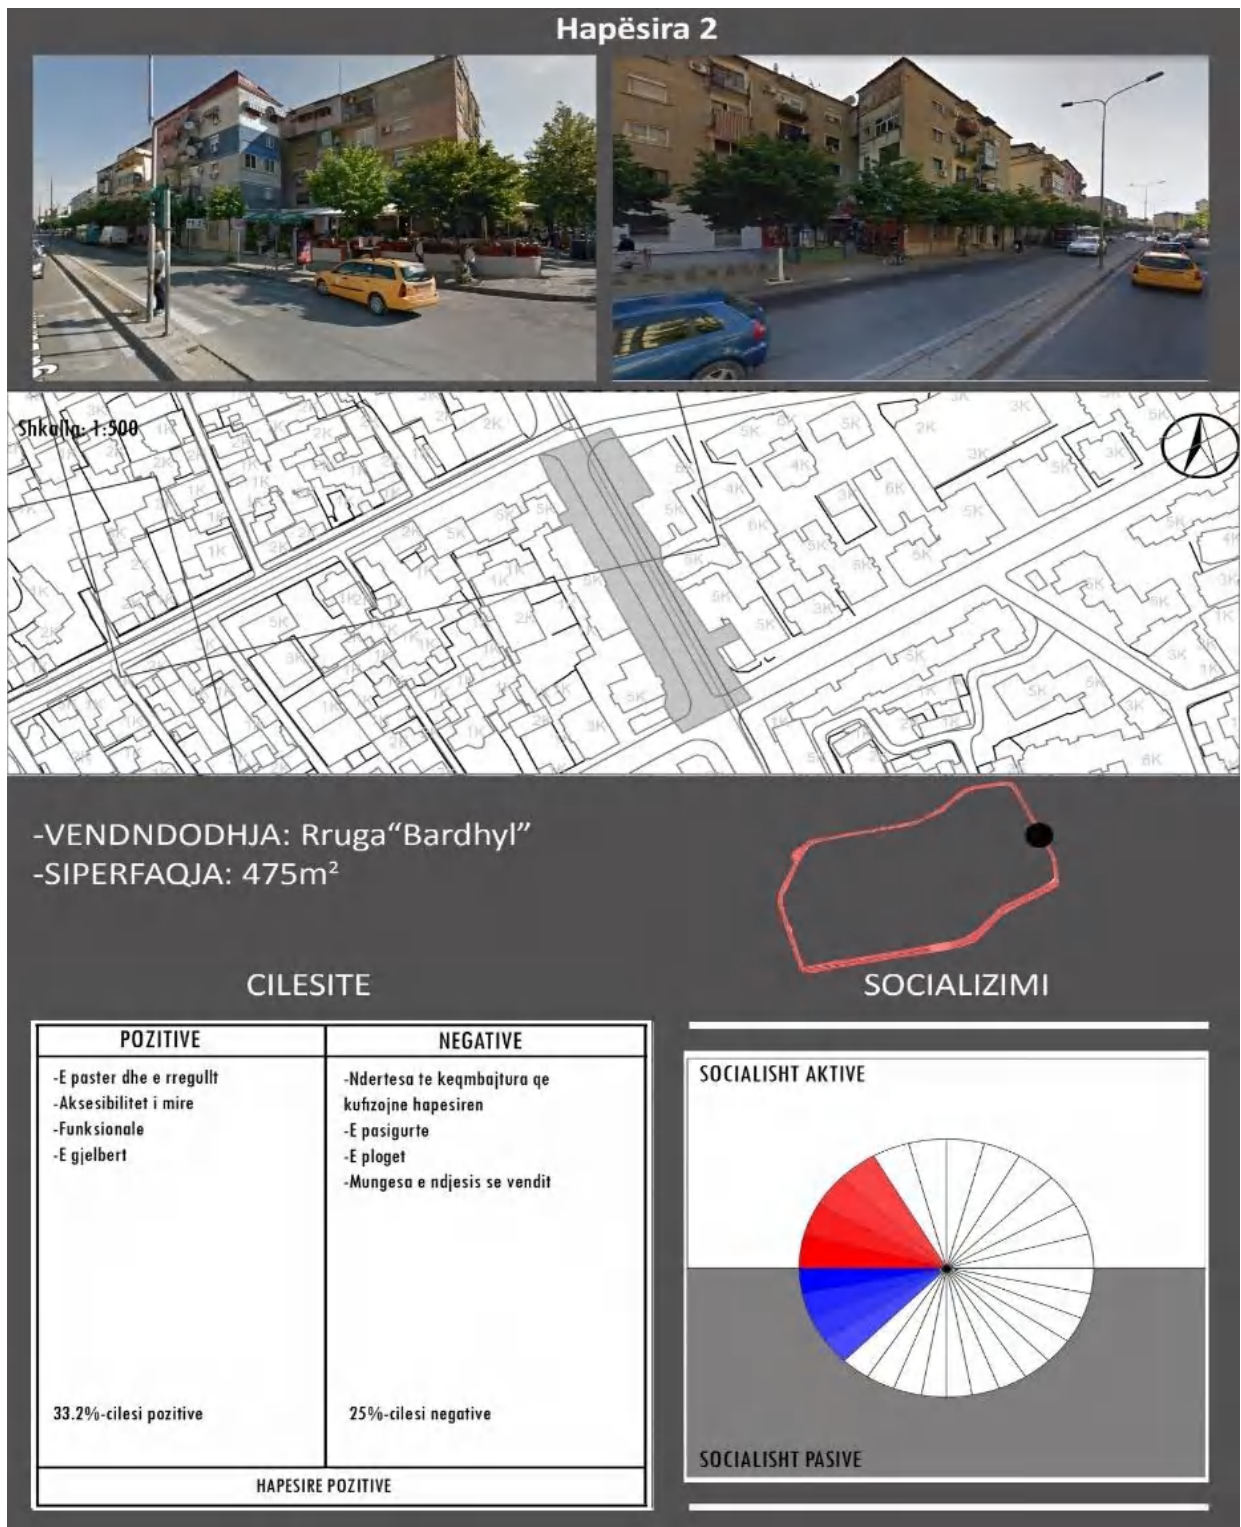 Hapësira 2
Shkalla: 1:500
-VENDNDODHJA: Rruga“Bardhyl”
-SIPERFAQJA: 475m²
CILESITE
SOCIALIZIMI
POZITIVE
NEGATIVE
-E paster dhe e rregullt
-Aksesibilitet i mire
-Funksionale
-E gjelbert
-Ndertesa te keqmbajtura qe
kufizojne hapesiren
-E pasigurte
-E ploget
-Mungesa e ndjesis se vendit
33.2%-cilesi pozitive
25%-cilesi negative
HAPESIRE POZITIVE
SOCIALISHT AKTIVE
SOCIALISHT PASIVE